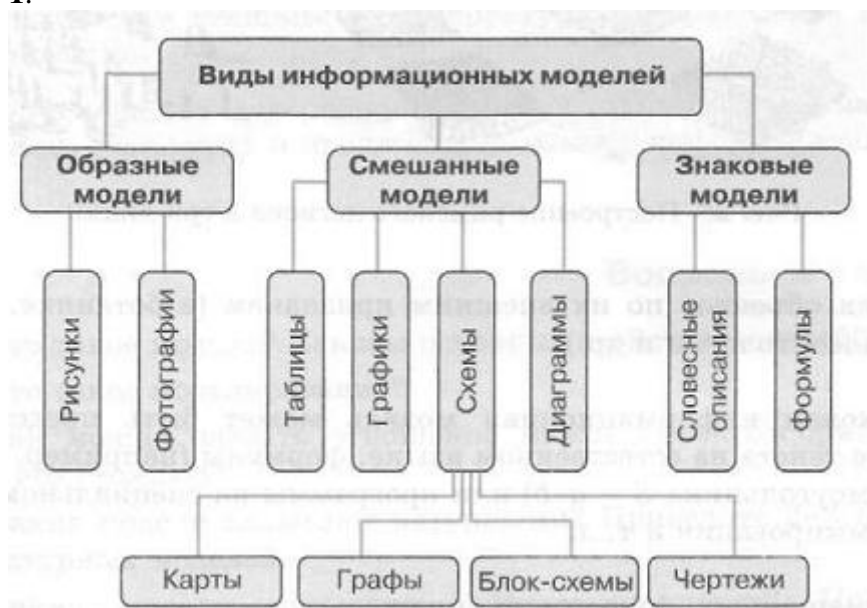 1.
Виды информационных моделей
Образные
модели
Смешанные
модели
Знаковые
модели
Рисунки
Фотографии
Таблицы
Графики
Схемы
Диаграммы
Словесные
описания
Формулы
Карты
Графы
Блок-схемы
Чертежи